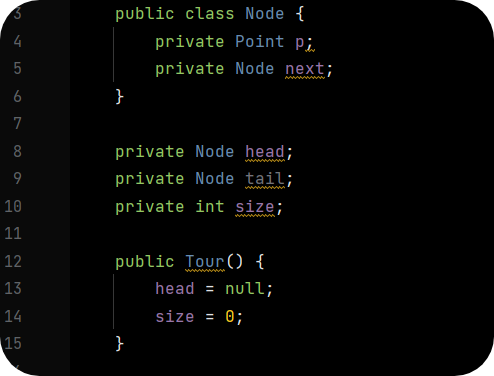 3 public class Node {
4 private Point p;
5 private Node next;
6 }
7
8 private Node head;
9 private Node tail;
10 private int size;
11
12 public Tour() {
13 head = null;
14 size = 0;
15 }